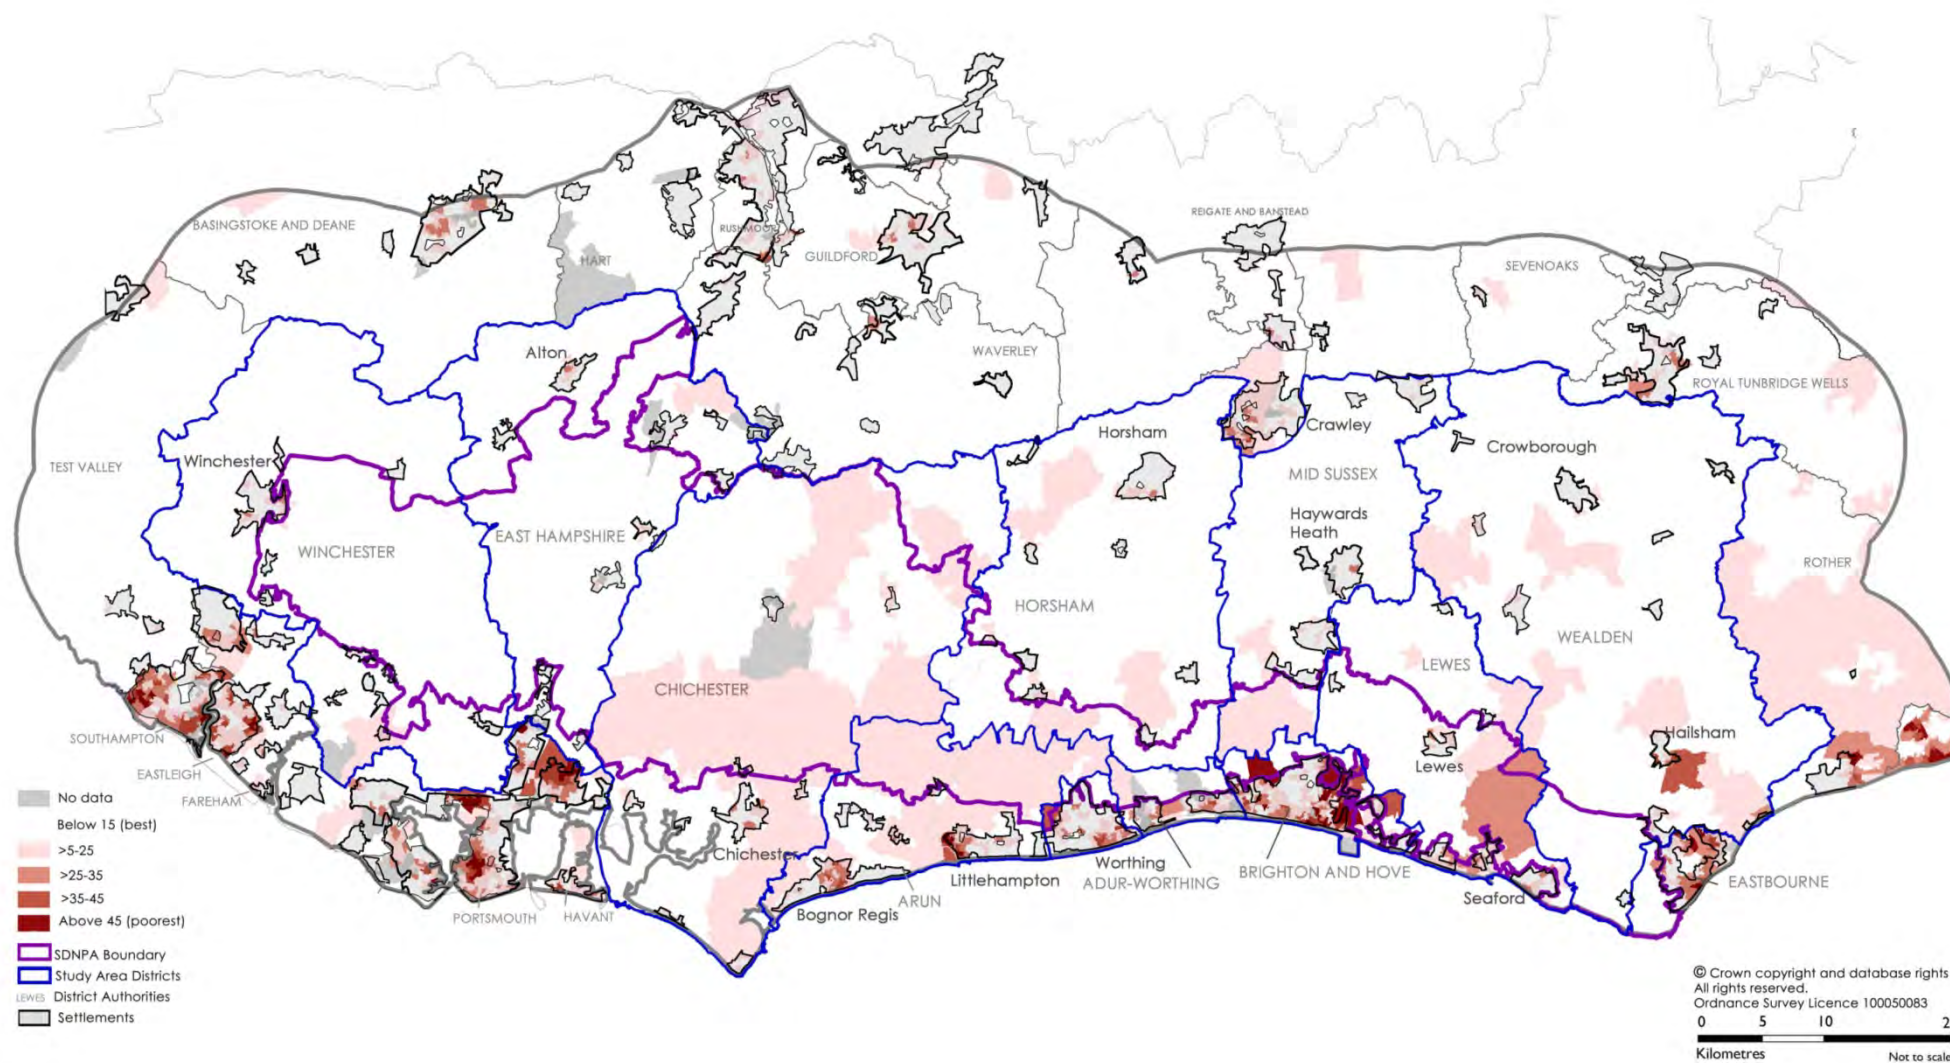 BASINGSTOKE AND DEANE
HART
RUSHMOOR
GUILDFORD
REIGATE AND BANSTEAD
SEVENOAKS
Alton
WAVERLEY
ROYAL TUNBRIDGE WELLS
TEST VALLEY
Winchester
Horsham
Crawley
Crowborough
MID SUSSEX
WINCHESTER
EAST HAMPSHIRE
Haywards
Heath
ROTHER
HORSHAM
WEALDEN
CHICHESTER
LEWES
SOUTHAMPTON
EASTLEIGH
FAREHAM
Hailsham
Lewes
Chichester
Worthing
ADUR-WORTHING
BRIGHTON AND HOVE
Littlehampton
EASTBOURNE
Seaford
ARUN
Bognor Regis
PORTSMOUTH
HAVANT
No data
Below 15 (best)
>5-25
>25-35
>35-45
Above 45 (poorest)
SDNPA Boundary
Study Area Districts
LEWES District Authorities
Settlements
© Crown copyright and database rights
All rights reserved.
Ordnance Survey Licence 100050083
0 5 10 2
Kilometres
Not to scale